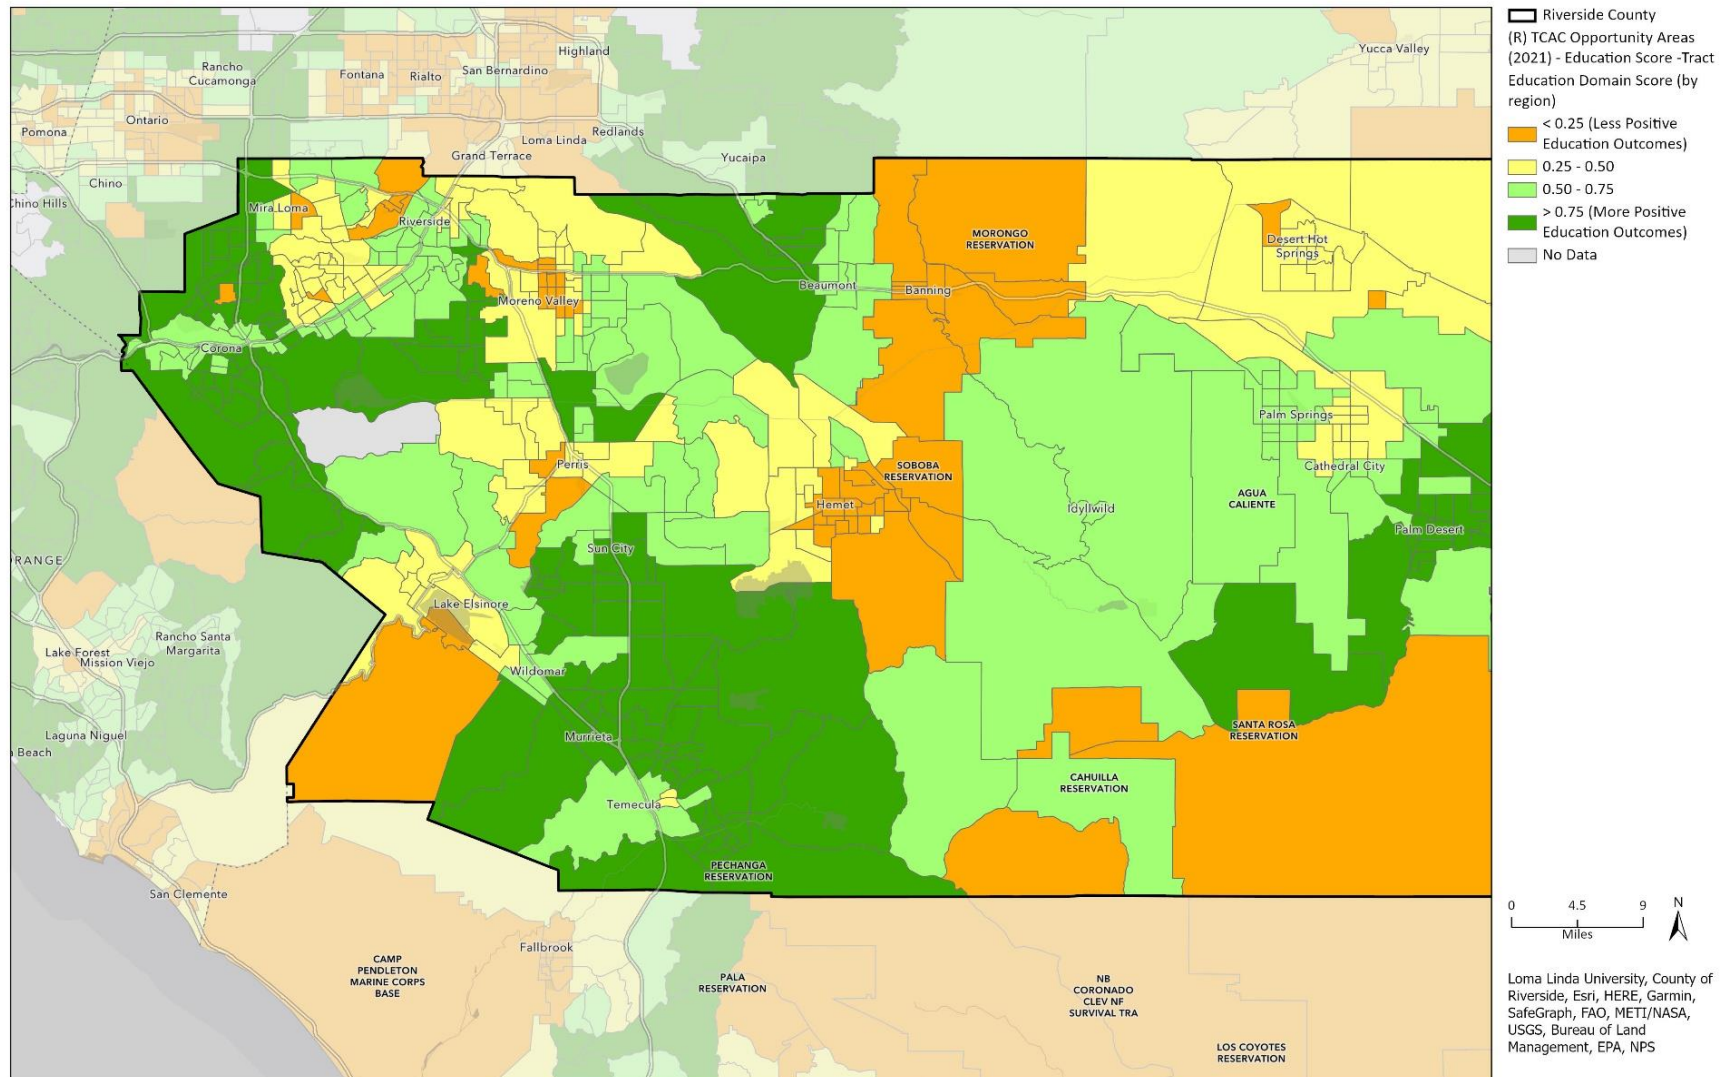 Riverside County
(R) TCAC Opportunity Areas
(2021) - Education Score -Tract
Education Domain Score (by
region)
< 0.25 (Less Positive
Education Outcomes)
0.25 - 0.50
0.50 - 0.75
> 0.75 (More Positive
Education Outcomes)
No Data
Highland
Yucca Valley
Rancho
Cucamonga
Fontana
Rialto
San Bernardino
Pomona
Ontario
Loma Linda
Redlands
Grand Terrace
Yucaipa
Chino
Chino Hills
Mira Loma
Riverside
MORONGO
RESERVATION
Desert Hot
Springs
Beaumont
Banning
Moreno Valley
Corona
Palm Springs
Perris
SOBOBA
RESERVATION
Cathedral City
Hemet
Idyllwild
AGUA
CALIENTE
Palm Desert
Sun City
ORANGE
Lake Elsinore
Rancho Santa
Margarita
Lake Forest
Mission Viejo
Wildomar
Laguna Niguel
Murrieta
SANTA ROSA
RESERVATION
a Beach
CAHUILLA
RESERVATION
Temecula
PECHANGA
RESERVATION
San Clemente
Fallbrook
CAMP
PENDLETON
MARINE CORPS
BASE
PALA
RESERVATION
NB
CORONADO
CLEV NF
SURVIVAL TRA
LOS COYOTES
RESERVATION
0 4.5 9
Miles
N
Loma Linda University, County of
Riverside, Esri, HERE, Garmin,
SafeGraph, FAO, METI/NASA,
USGS, Bureau of Land
Management, EPA, NPS